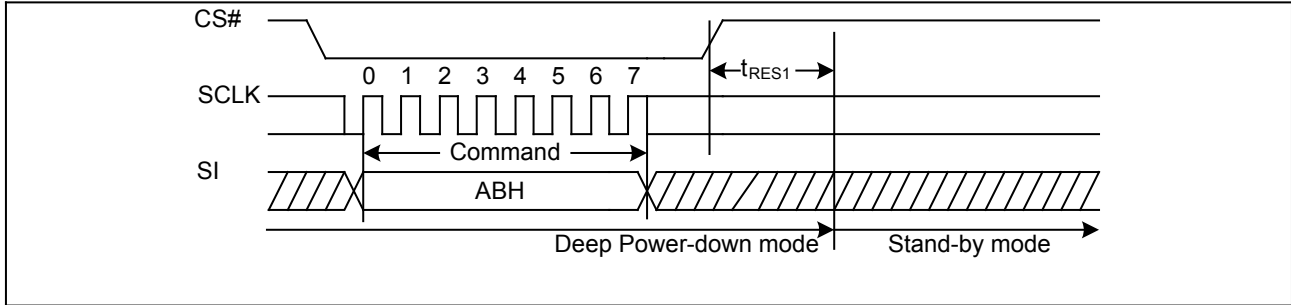 CS#
tRES1
0 1 2 3 4 5 6 7
SCLK
Command
SI
ABH
Deep Power-down mode
Stand-by mode